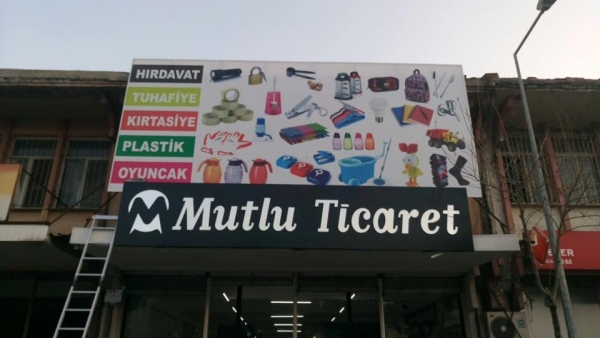 HIRDAVAT
TUHAFİYE
KIRTASİYE
PLASTİK
OYUNCAK
Mutlu Ticaret